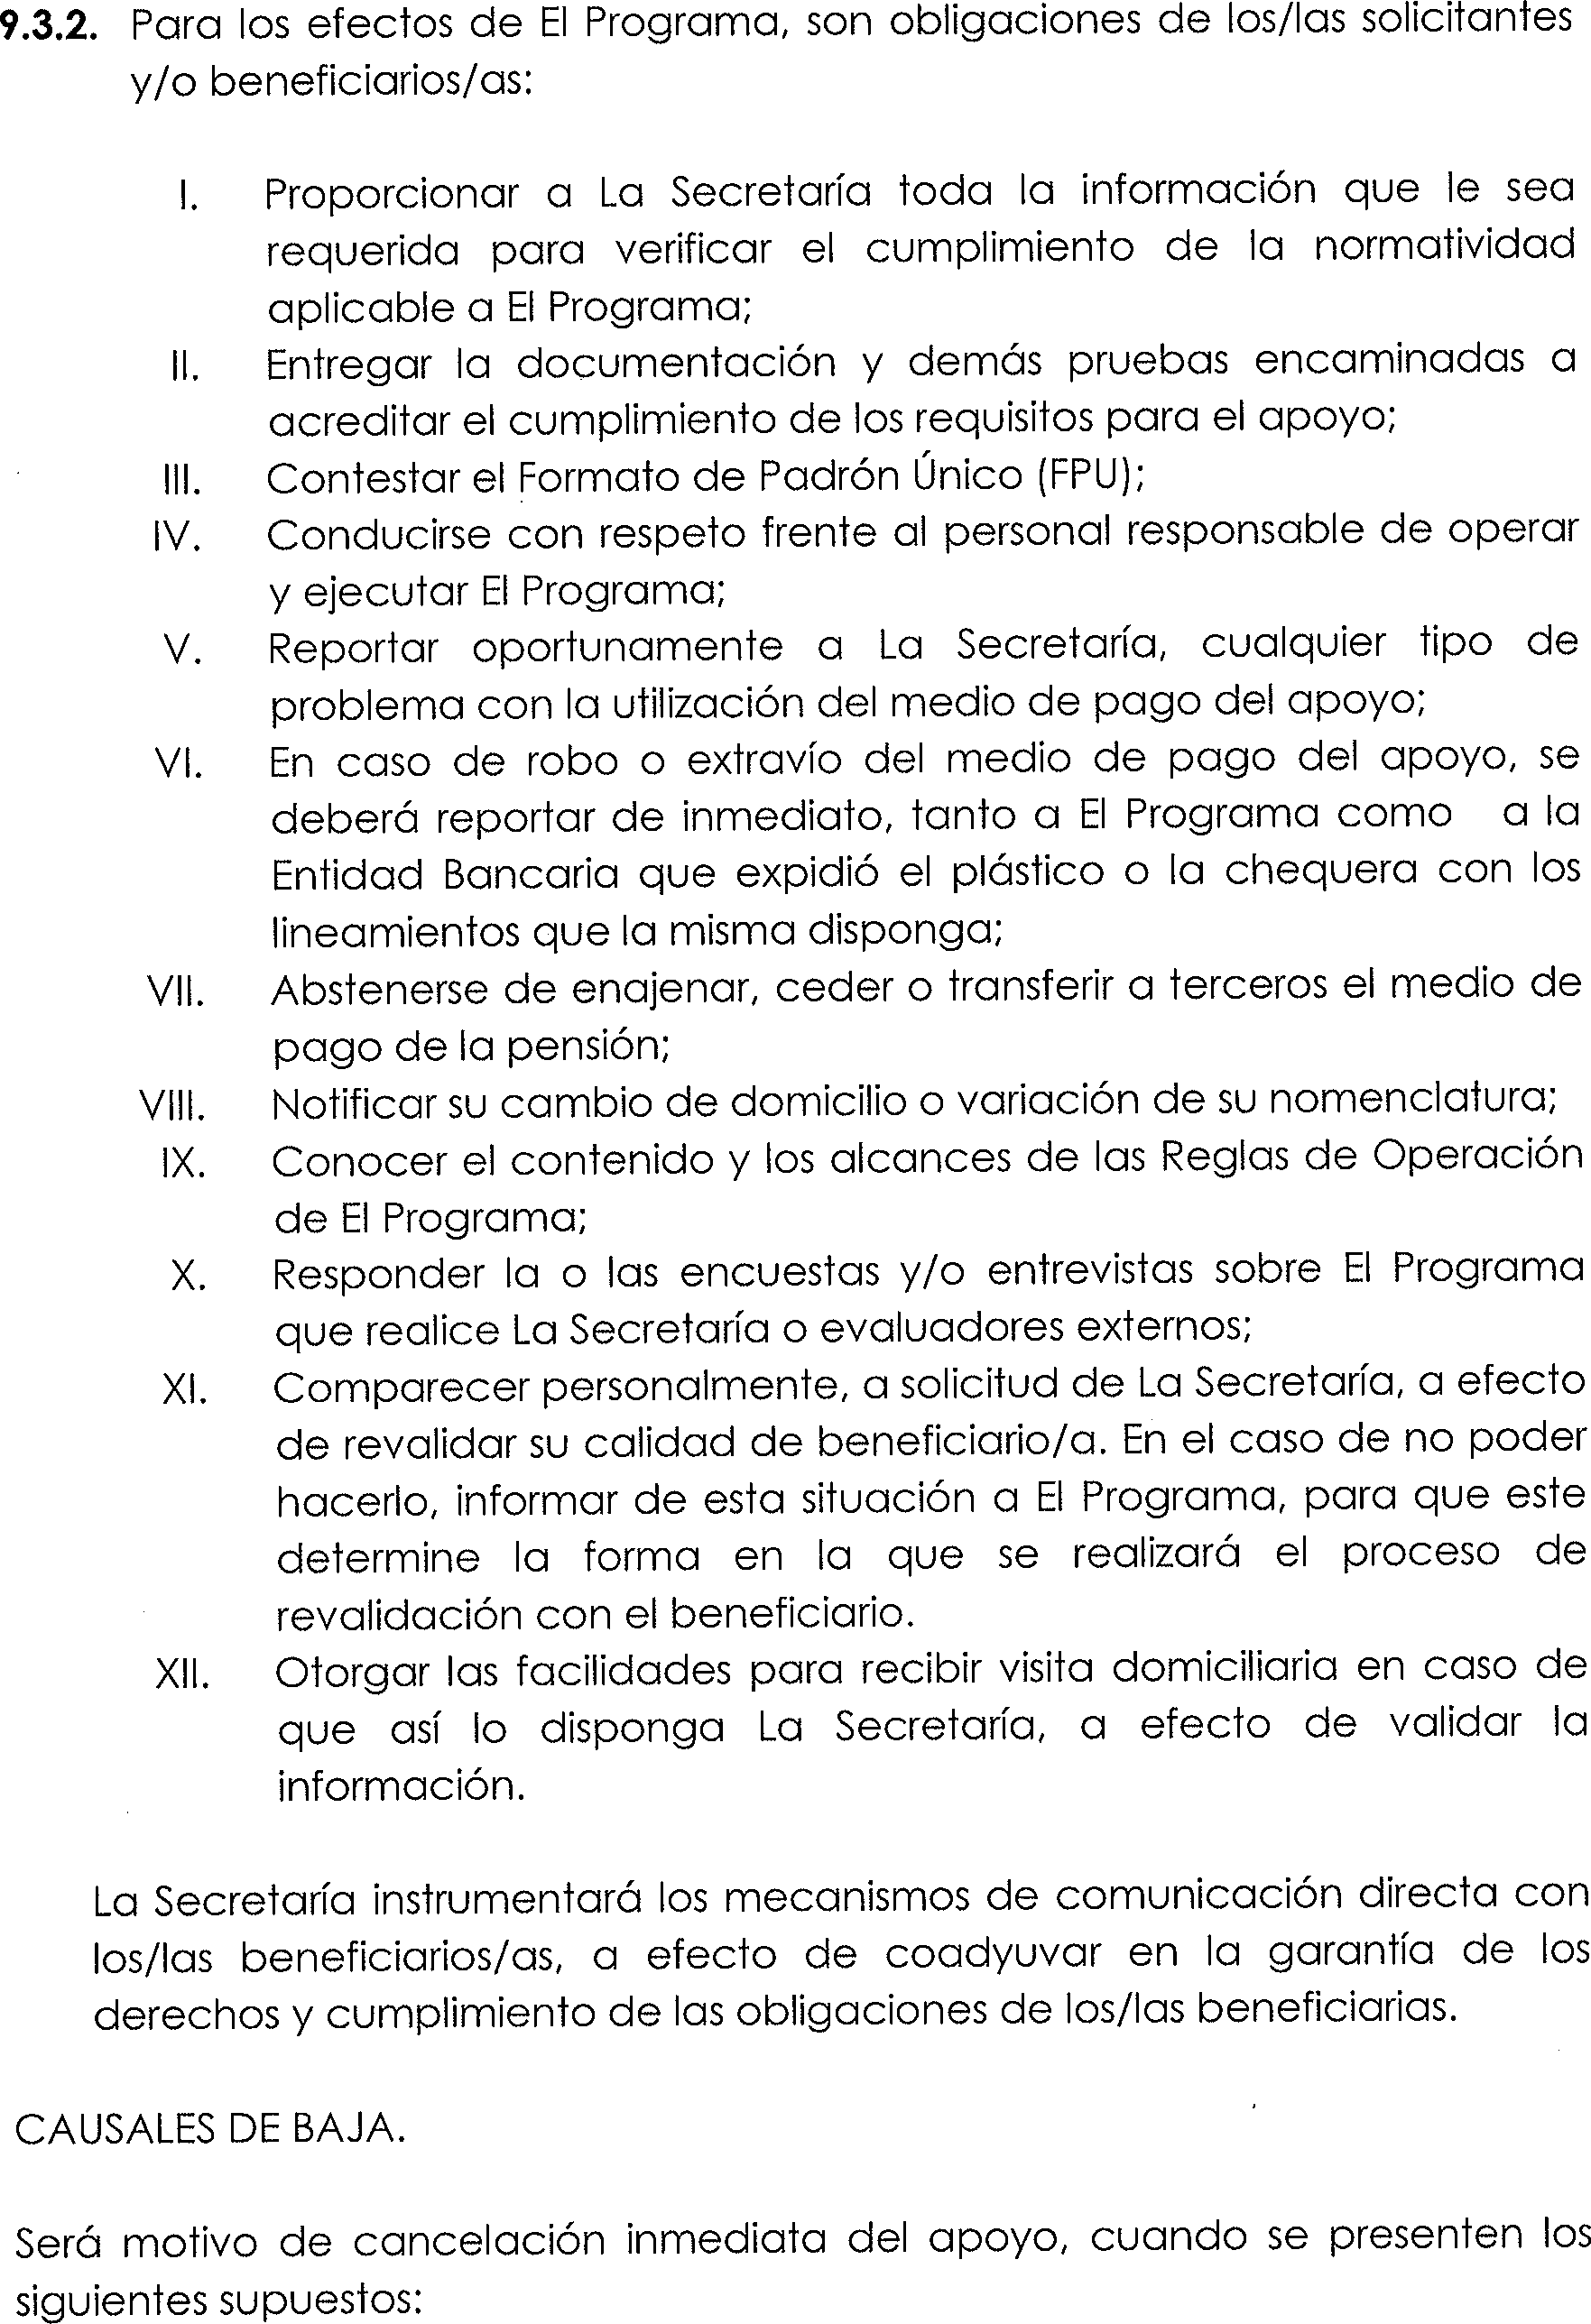 9.3.2. Para los efectos de El Programa, son obligaciones de los/las solicitantes
y/o beneficiarios/as:
I. Proporcionar a La Secretaría toda la información que le sea
requerida para verificar el cumplimiento de la normatividad
aplicable a El Programa;
II. Entregar la documentación y demás pruebas encaminadas a
acreditar el cumplimiento de los requisitos para el apoyo;
III. Contestar el Formato de Padrón Único (FPU);
IV. Conducirse con respeto frente al personal responsable de operar
y ejecutar El Programa;
V. Reportar oportunamente a La Secretaría, cualquier tipo de
problema con la utilización del medio de pago del apoyo;
VI. En caso de robo o extravío del medio de pago del apoyo, se
deberá reportar de inmediato, tanto a El Programa como a la
Entidad Bancaria que expidió el plástico o la chequera con los
lineamientos que la misma disponga;
VII. Abstenerse de enajenar, ceder o transferir a terceros el medio de
pago de la pensión;
VIII. Notificar su cambio de domicilio o variación de su nomenclatura;
IX. Conocer el contenido y los alcances de las Reglas de Operación
de El Programa;
X. Responder la o las encuestas y/o entrevistas sobre El Programa
que realice La Secretaría o evaluadores externos;
XI. Comparecer personalmente, a solicitud de La Secretaría, a efecto
de revalidar su calidad de beneficiario/a. En el caso de no poder
hacerlo, informar de esta situación a El Programa, para que este
determine la forma en la que se realizará el proceso de
revalidación con el beneficiario.
XII. Otorgar las facilidades para recibir visita domiciliaria en caso de
que así lo disponga La Secretaría, a efecto de validar la
información.
La Secretaría instrumentará los mecanismos de comunicación directa con
los/las beneficiarios/as, a efecto de coadyuvar en la garantía de los
derechos y cumplimiento de las obligaciones de los/las beneficiarias.
CAUSALES DE BAJA.
Será motivo de cancelación inmediata del apoyo, cuando se presenten los
siguientes supuestos: